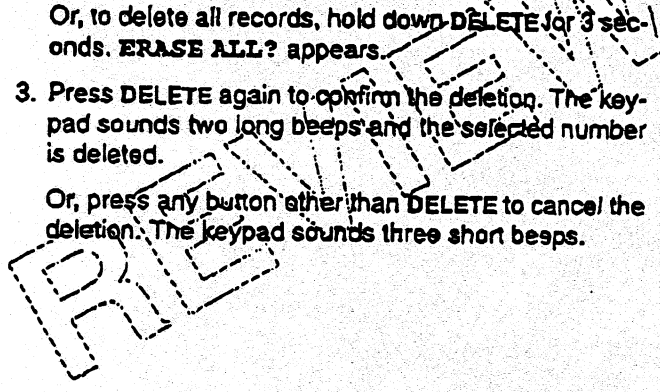 Or, to delete all records, hold down DELETE for 3 sec-
onds. ERASE ALL? appears.
3. Press DELETE again to confirm the deletion. The key-
pad sounds two long beeps and the selected number
is deleted.
Or, press any button other than DELETE to cancel the
deletion. The keypad sounds three short beeps.
REVIEW